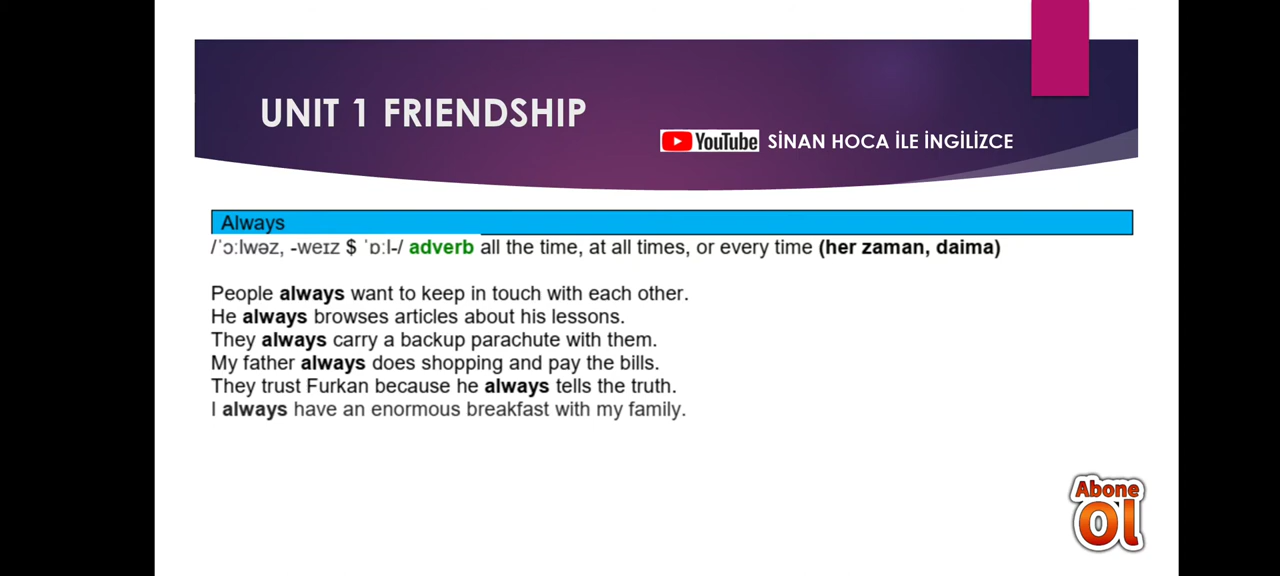 UNIT 1 FRIENDSHIP
YouTube SİNAN HOCA İLE İNGİLİZCE
Always
/ˈɔːlwəz, -weɪz $ ˈɒːl-/ adverb all the time, at all times, or every time (her zaman, daima)
People always want to keep in touch with each other.
He always browses articles about his lessons.
They always carry a backup parachute with them.
My father always does shopping and pay the bills.
They trust Furkan because he always tells the truth.
I always have an enormous breakfast with my family.
Abone
ol